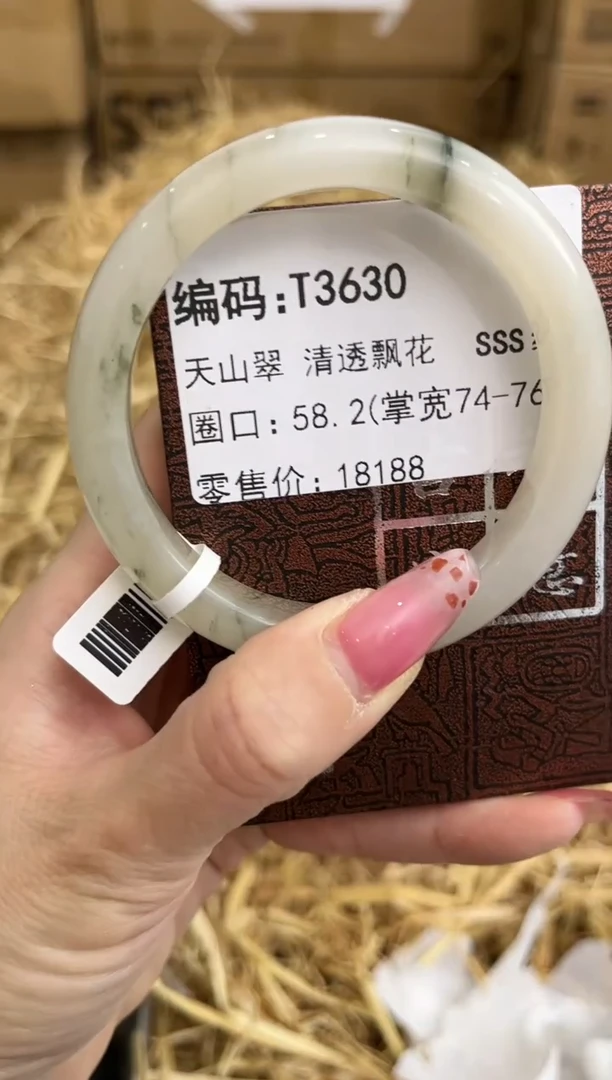 编码:T3630
天山翠 清透飘花 SSS
圈口: 58.2(掌宽74-76
零售价: 18188